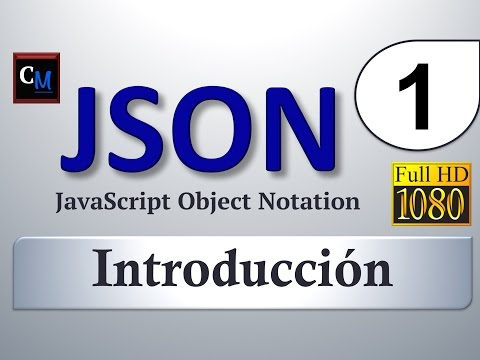 CM
JSON
1
JavaScript Object Notation
Full HD
1080
Introducción